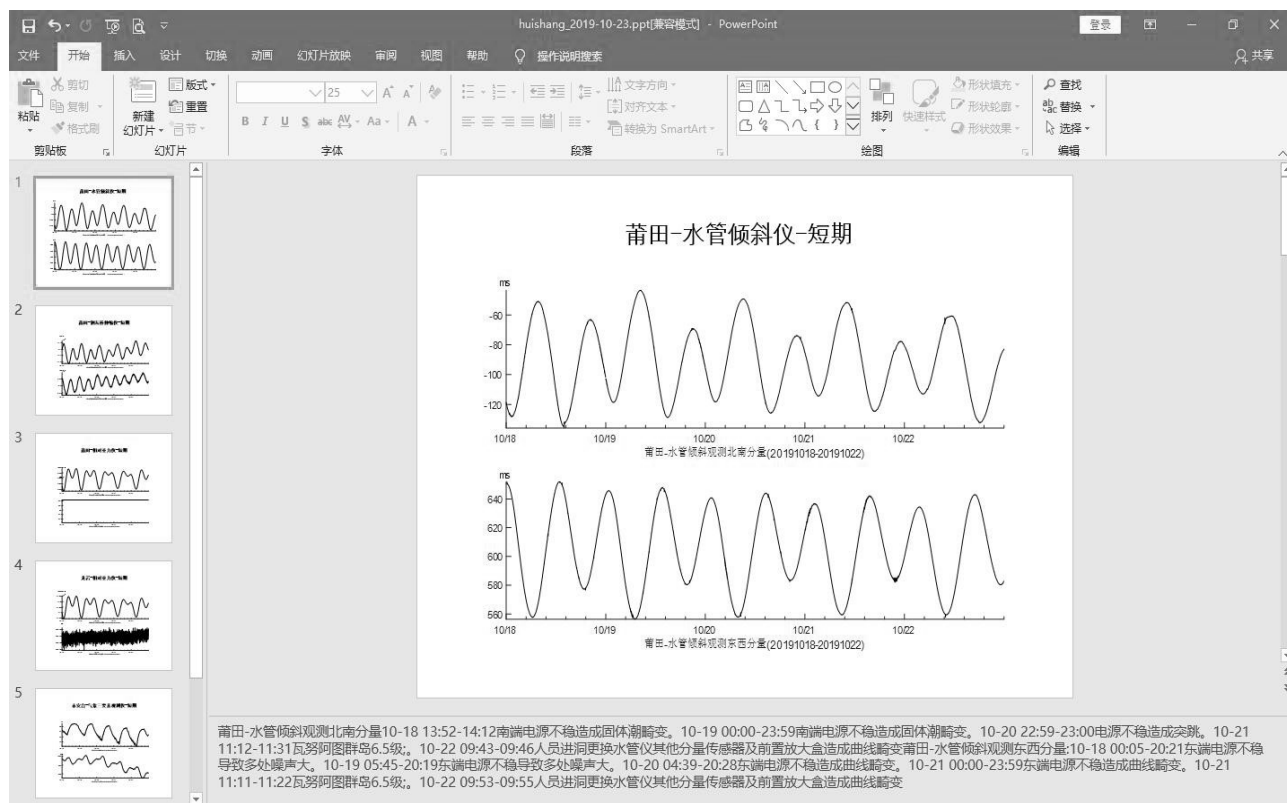 huishang_2019-10-23.ppt[兼容模式] - PowerPoint
登录
文件 开始 插入 设计 切换 动画 幻灯片放映 审阅 视图 帮助 操作说明搜索 共享
剪切
复制
格式刷
粘贴
剪贴板
新建
幻灯片
版式
重置
节
幻灯片
25
B I U S abc AV Aa A
字体
文字方向
对齐文本
转换为 SmartArt
段落
排列
快速样式
形状填充
形状轮廓
形状效果
绘图
查找
替换
选择
编辑
1
莆田-水管倾斜仪-短期
2
3
4
5
莆田-水管倾斜仪-短期
ms
-60
-80
-100
-120
10/18 10/19 10/20 10/21 10/22
莆田-水管倾斜观测北南分量(20191018-20191022)
ms
640
620
600
580
560
10/18 10/19 10/20 10/21 10/22
莆田-水管倾斜观测东西分量(20191018-20191022)
莆田-水管倾斜观测北南分量10-18 13:52-14:12南端电源不稳造成固体潮畸变。10-19 00:00-23:59南端电源不稳造成固体潮畸变。10-20 22:59-23:00电源不稳造成突跳。10-21
11:12-11:31瓦努阿图群岛6.5级;。10-22 09:43-09:46人员进洞更换水管仪其他分量传感器及前置放大盒造成曲线畸变莆田-水管倾斜观测东西分量:10-18 00:05-20:21东端电源不稳
导致多处噪声大。10-19 05:45-20:19东端电源不稳导致多处噪声大。10-20 04:39-20:28东端电源不稳造成曲线畸变。10-21 00:00-23:59东端电源不稳造成曲线畸变。10-21
11:11-11:22瓦努阿图群岛6.5级;。10-22 09:53-09:55人员进洞更换水管仪其他分量传感器及前置放大盒造成曲线畸变